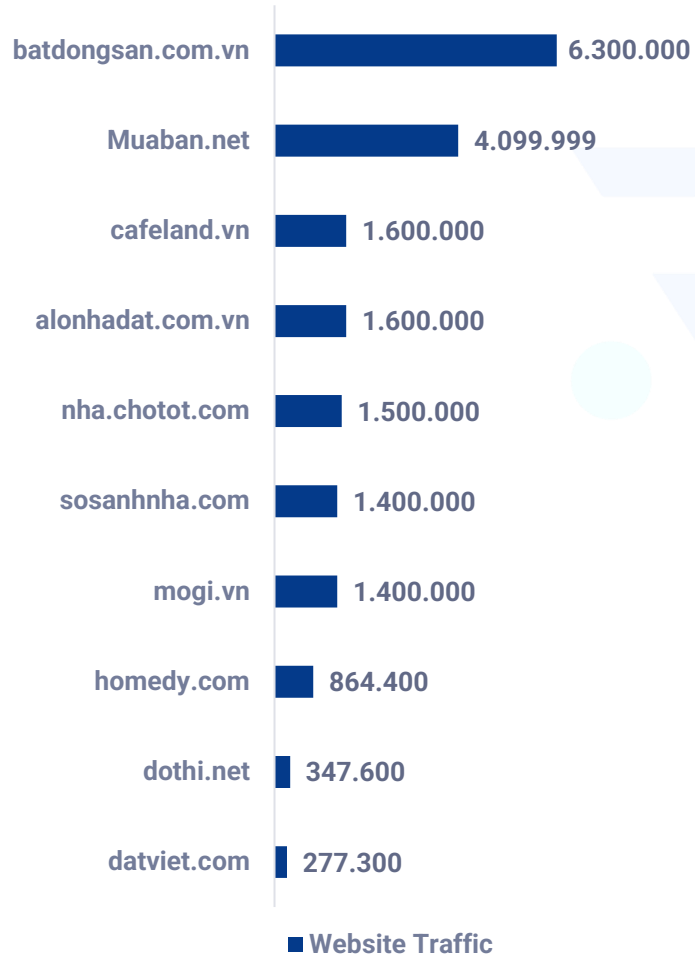 batdongsan.com.vn 6.300.000
Muaban.net 4.099.999
cafeland.vn 1.600.000
alonhadat.com.vn 1.600.000
nha.chotot.com 1.500.000
sosanhnha.com 1.400.000
mogi.vn 1.400.000
homedy.com 864.400
dothi.net 347.600
datviet.com 277.300
Website Traffic